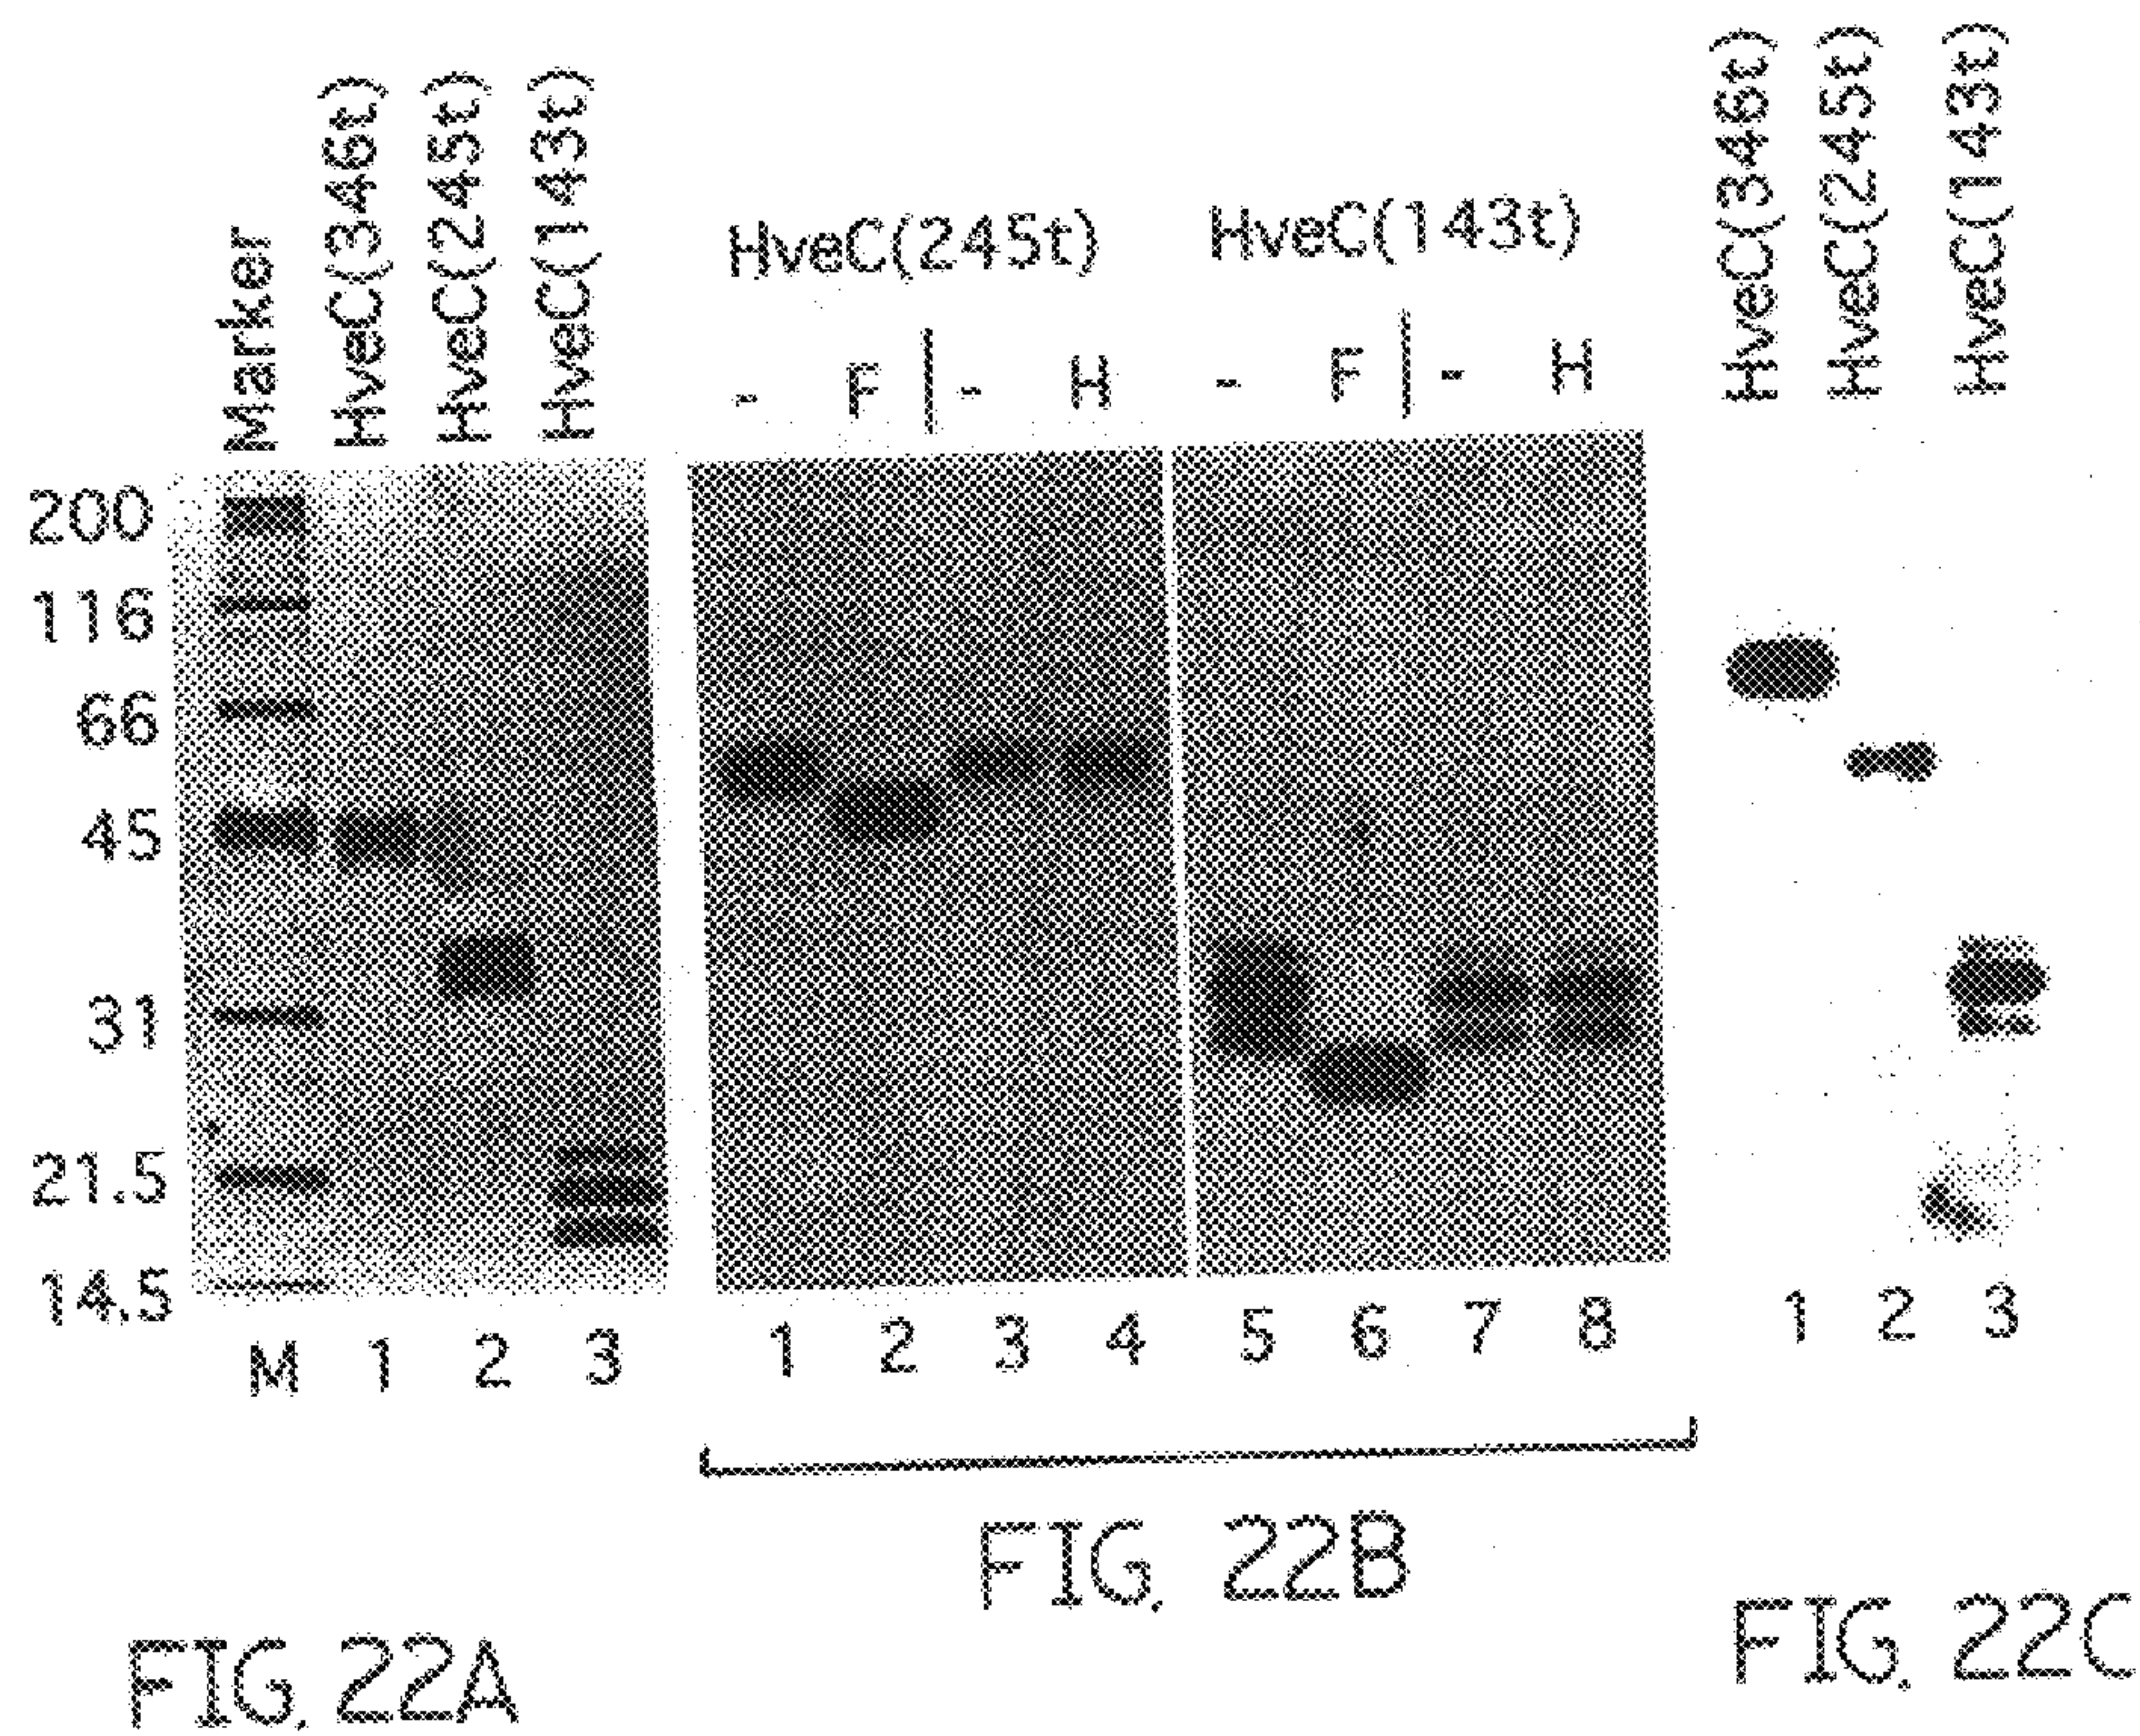 Marker
HveC(346t)
HveC(245t)
HveC(143t)
200
116
66
45
31
21.5
14.5
M 1 2 3
FIG. 22A
HveC(245t) HveC(143t)
- F | - H - F | - H
1 2 3 4 5 6 7 8
FIG. 22B
HveC(346t)
HveC(245t)
HveC(143t)
1 2 3
FIG. 22C